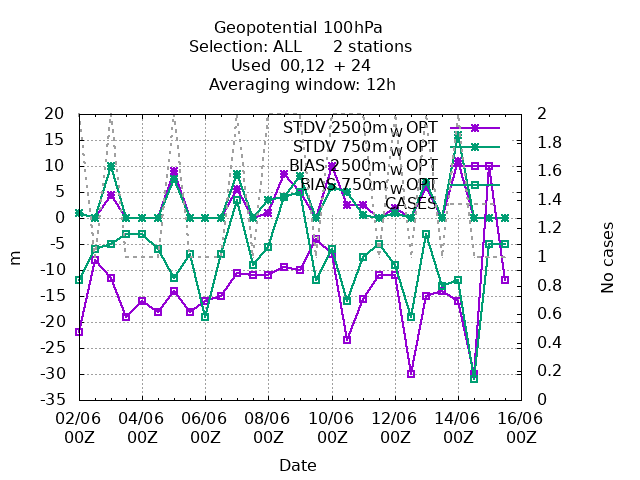 Geopotential 100hPa
Selection: ALL 2 stations
Used 00,12 + 24
Averaging window: 12h
20 2
15 1.8
10 1.6
5 1.4
0 1.2
-5 1
-10 0.8
-15 0.6
-20 0.4
-25 0.2
-30 0
-35
STDV 2500m w OPT
STDV 750m w OPT
BIAS 2500m w OPT
BIAS 750m w OPT
CASES
m
No cases
02/06 04/06 06/06 08/06 10/06 12/06 14/06 16/06
00Z 00Z 00Z 00Z 00Z 00Z 00Z 00Z
Date